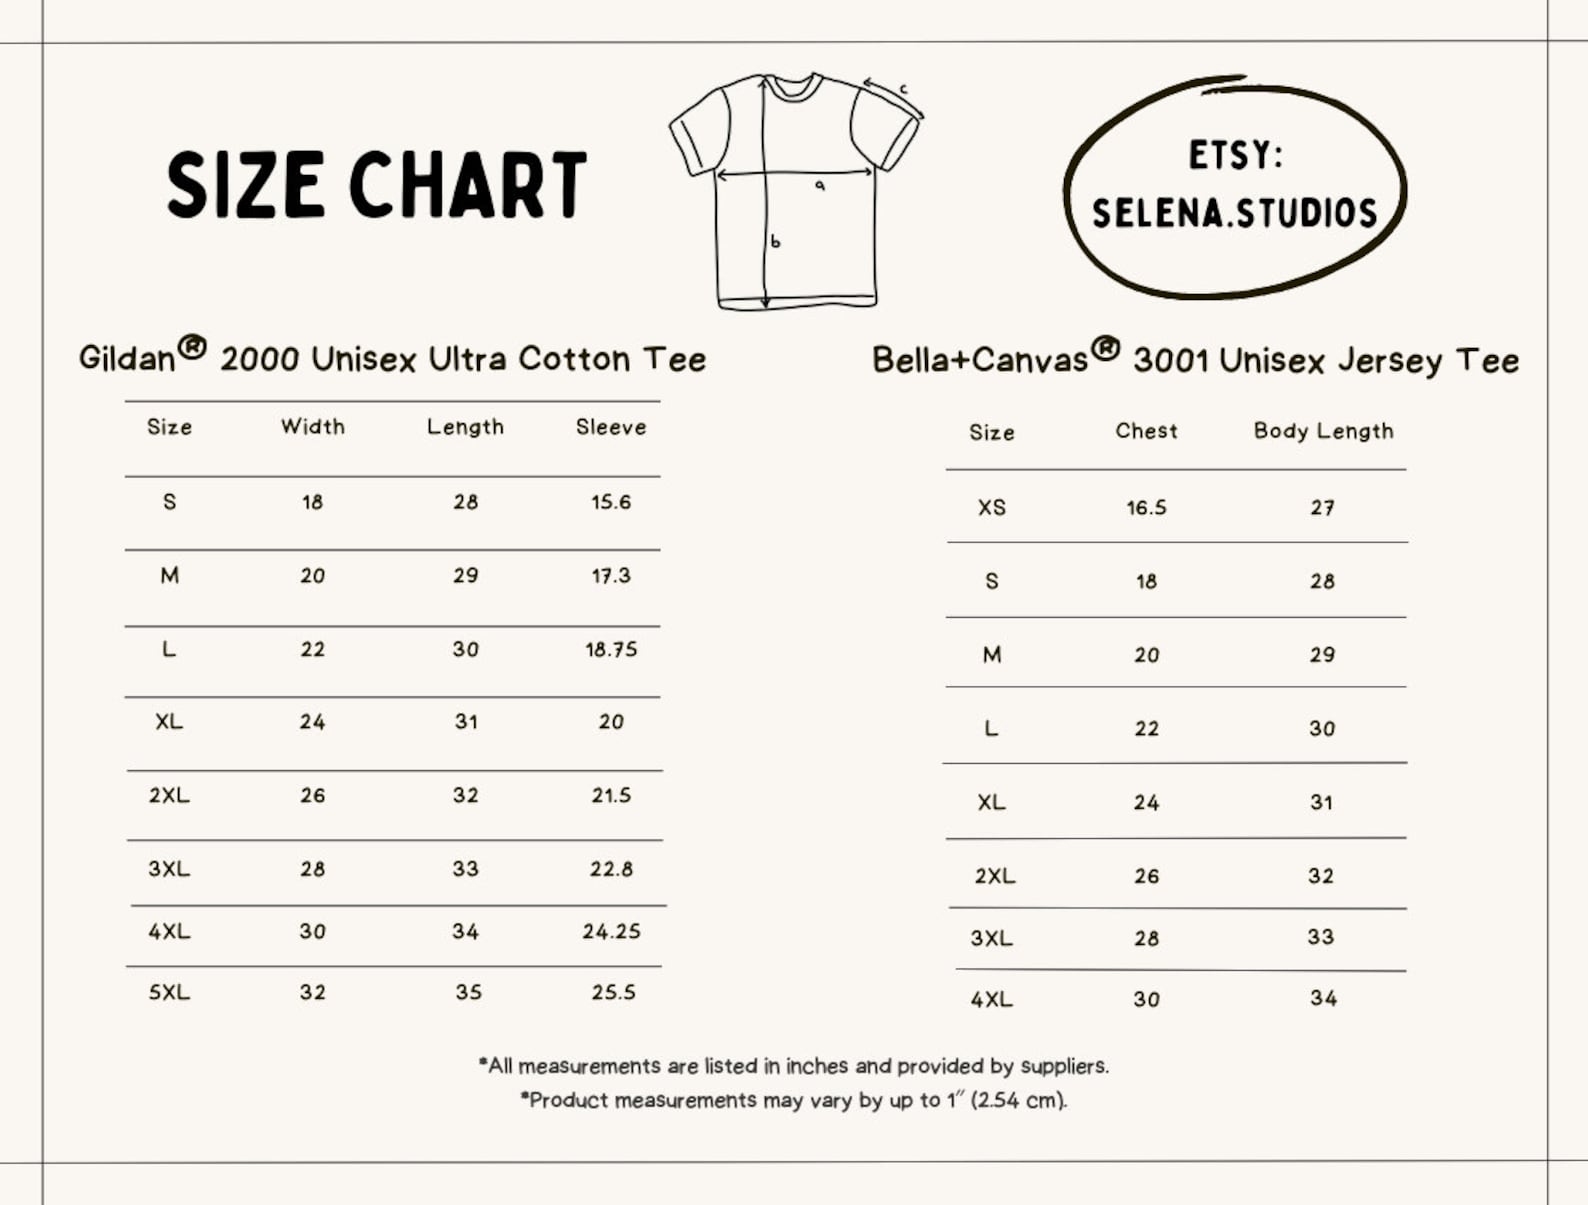 SIZE CHART
c
a
b
ETSY:
SELENA.STUDIOS
Gildan® 2000 Unisex Ultra Cotton Tee
Size Width Length Sleeve
S 18 28 15.6
M 20 29 17.3
L 22 30 18.75
XL 24 31 20
2XL 26 32 21.5
3XL 28 33 22.8
4XL 30 34 24.25
5XL 32 35 25.5
Bella+Canvas® 3001 Unisex Jersey Tee
Size Chest Body Length
XS 16.5 27
S 18 28
M 20 29
L 22 30
XL 24 31
2XL 26 32
3XL 28 33
4XL 30 34
*All measurements are listed in inches and provided by suppliers.
*Product measurements may vary by up to 1″ (2.54 cm).